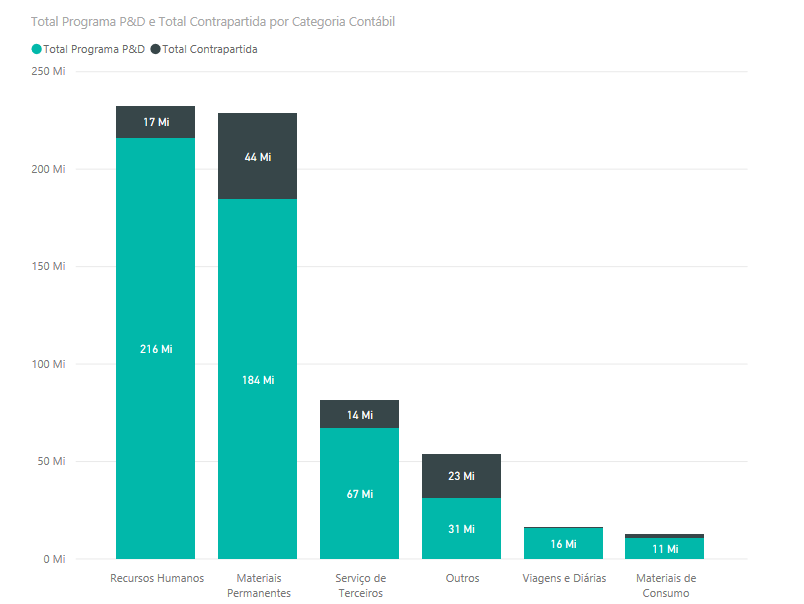 Total Programa P&D e Total Contrapartida por Categoria Contábil
Total Programa P&D Total Contrapartida
250 Mi
200 Mi
150 Mi
100 Mi
50 Mi
0 Mi
17 Mi
216 Mi
44 Mi
184 Mi
14 Mi
67 Mi
23 Mi
31 Mi
16 Mi
11 Mi
Recursos Humanos
Materiais
Permanentes
Serviço de
Terceiros
Outros
Viagens e Diárias
Materiais de
Consumo